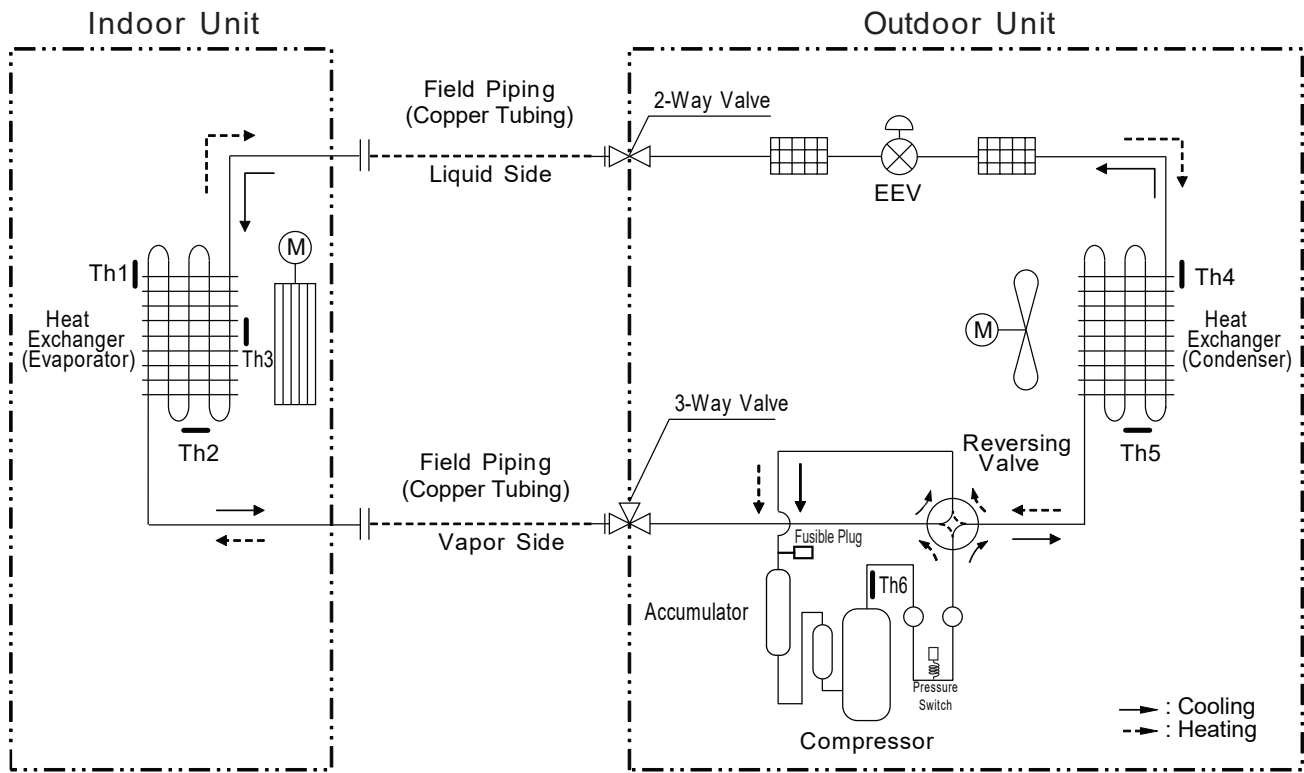 Indoor Unit
Outdoor Unit
Field Piping
(Copper Tubing)
2-Way Valve
Liquid Side
EEV
M
Th1
Th4
Heat
Exchanger
(Evaporator)
Th3
M
Heat
Exchanger
(Condenser)
3-Way Valve
Th2
Th5
Reversing
Valve
Field Piping
(Copper Tubing)
Vapor Side
Fusible Plug
Th6
Accumulator
Pressure
Switch
Compressor
: Cooling
: Heating